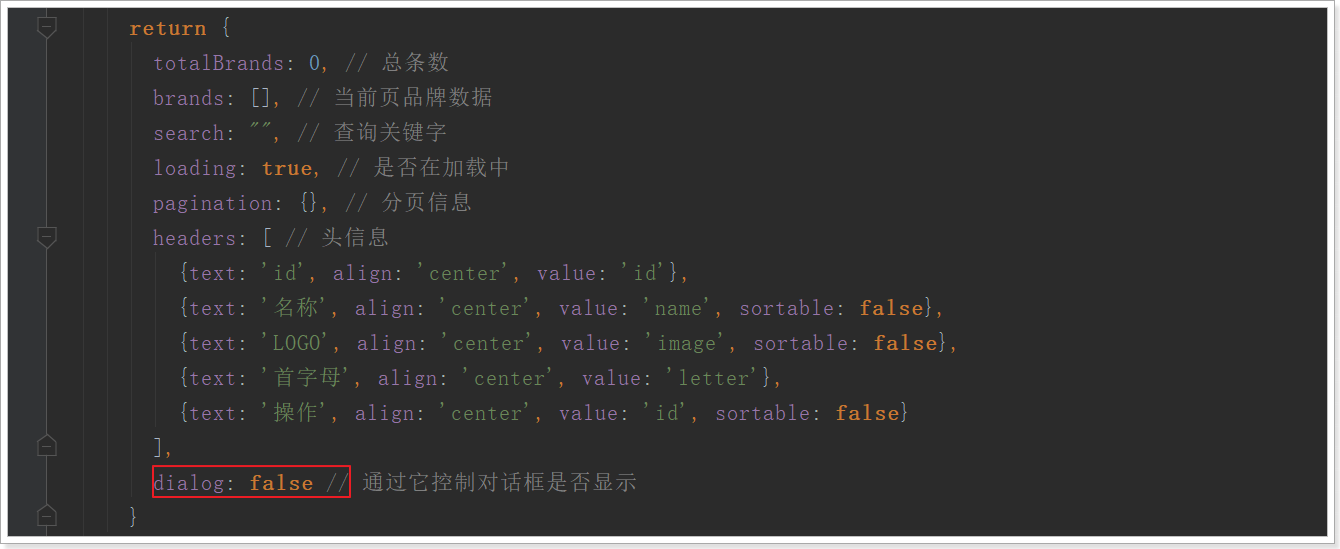 return {
totalBrands: 0, // 总条数
brands: [], // 当前页品牌数据
search: "", // 查询关键字
loading: true, // 是否在加载中
pagination: {}, // 分页信息
headers: [ // 头信息
{text: 'id', align: 'center', value: 'id'},
{text: '名称', align: 'center', value: 'name', sortable: false},
{text: 'LOGO', align: 'center', value: 'image', sortable: false},
{text: '首字母', align: 'center', value: 'letter'},
{text: '操作', align: 'center', value: 'id', sortable: false}
],
dialog: false // 通过它控制对话框是否显示
}